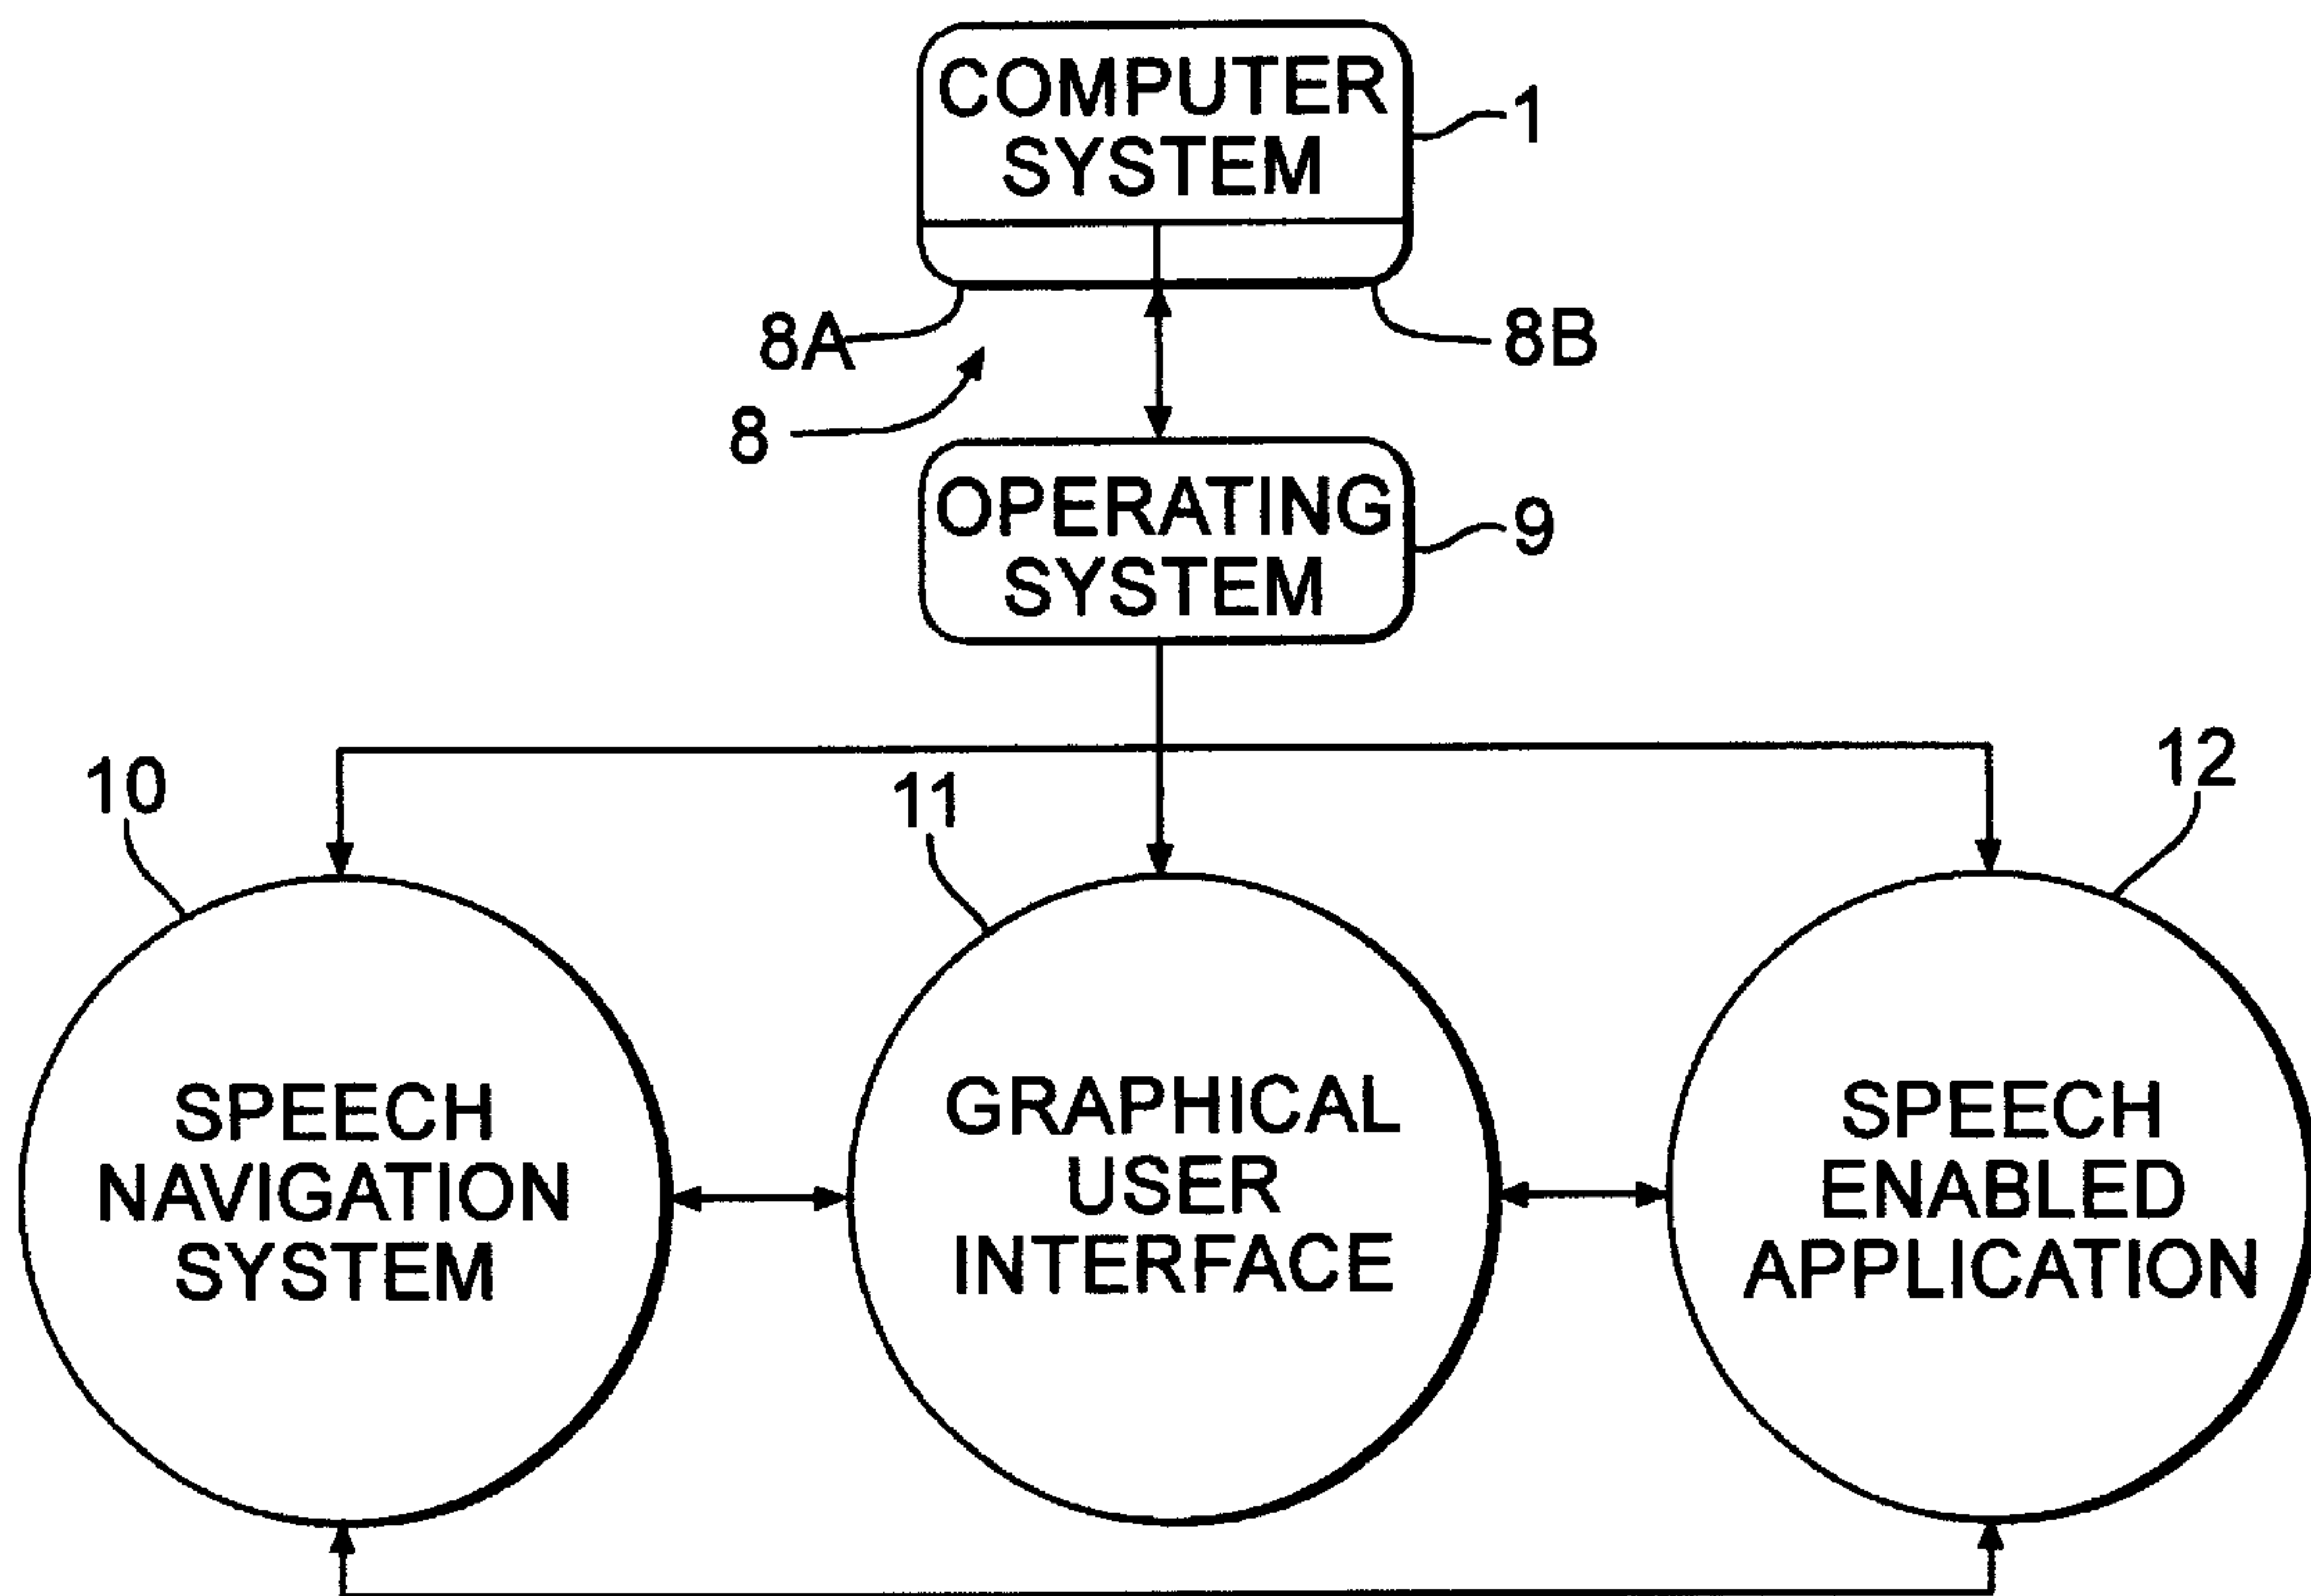 COMPUTER
SYSTEM
1
8A
8B
8
OPERATING
SYSTEM
9
10
11
12
SPEECH
NAVIGATION
SYSTEM
GRAPHICAL
USER
INTERFACE
SPEECH
ENABLED
APPLICATION